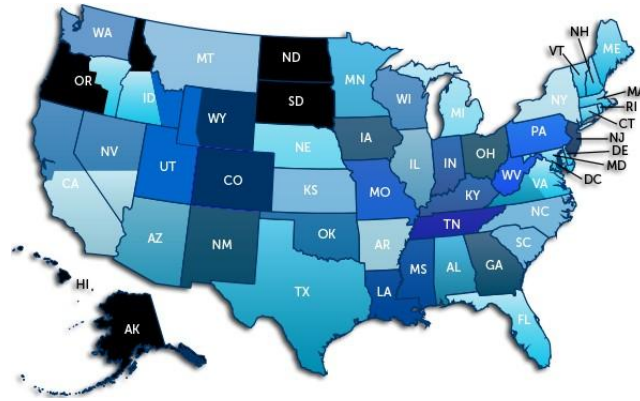 WA
MT
ND
OR
ID
SD
WY
MN
WI
MI
NH
VT
ME
NY
MA
RI
CT
NJ
DE
MD
DC
PA
NE
IA
IL
IN
OH
WV
VA
NV
UT
CO
KS
MO
KY
CA
AZ
NM
OK
AR
TN
NC
SC
TX
LA
MS
AL
GA
FL
HI
AK